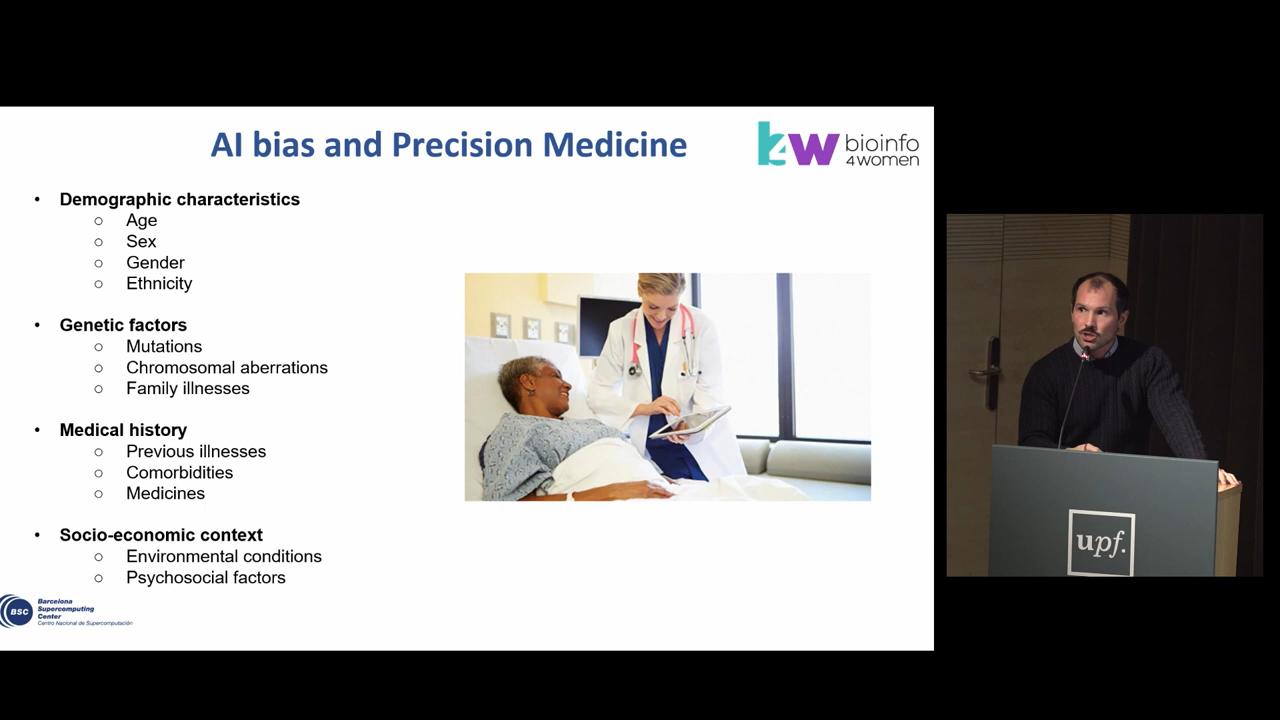 AI bias and Precision Medicine
b4w bioinfo
4women
• Demographic characteristics
○ Age
○ Sex
○ Gender
○ Ethnicity
• Genetic factors
○ Mutations
○ Chromosomal aberrations
○ Family illnesses
• Medical history
○ Previous illnesses
○ Comorbidities
○ Medicines
• Socio-economic context
○ Environmental conditions
○ Psychosocial factors
BSC
Barcelona
Supercomputing
Center
Centro Nacional de Supercomputación
upf.